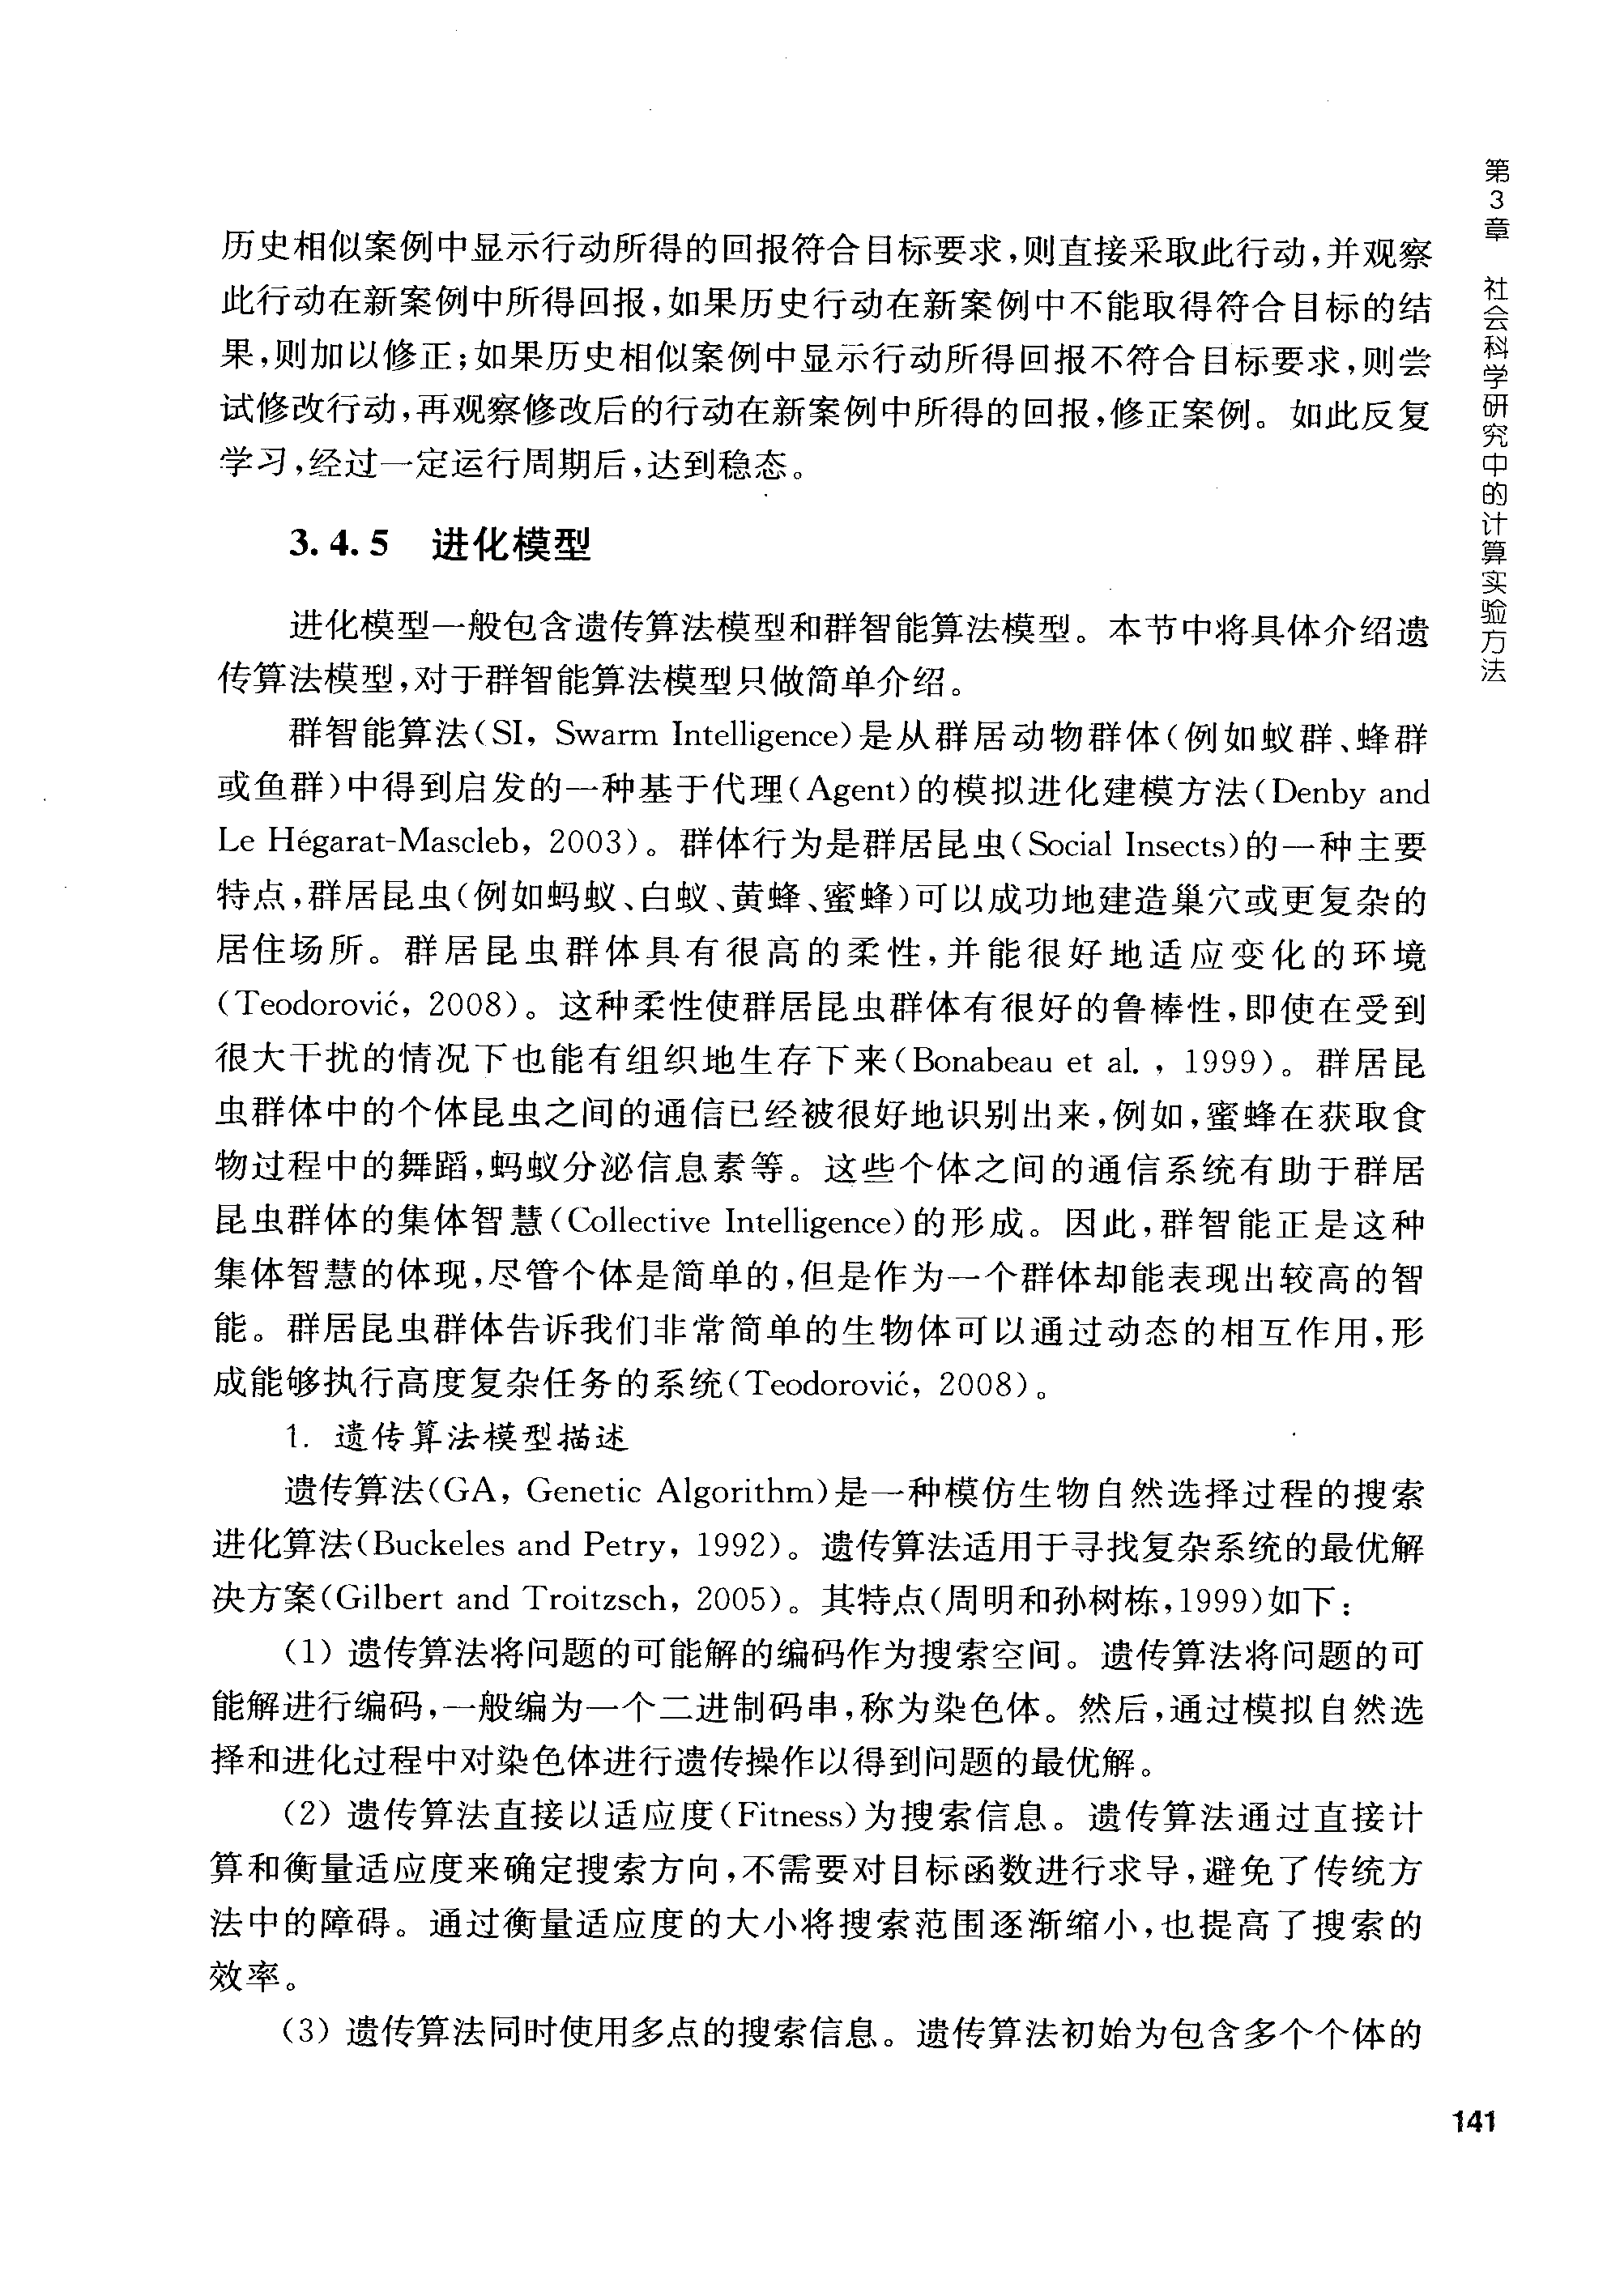 第3章 社会科学研究中的计算实验方法
历史相似案例中显示行动所得的回报符合目标要求,则直接采取此行动,并观察
此行动在新案例中所得回报,如果历史行动在新案例中不能取得符合目标的结
果,则加以修正;如果历史相似案例中显示行动所得回报不符合目标要求,则尝
试修改行动,再观察修改后的行动在新案例中所得的回报,修正案例。如此反复
学习,经过一定运行周期后,达到稳态。
3.4.5 进化模型
进化模型一般包含遗传算法模型和群智能算法模型。本节中将具体介绍遗
传算法模型,对于群智能算法模型只做简单介绍。
群智能算法(SI, Swarm Intelligence)是从群居动物群体(例如蚁群、蜂群
或鱼群)中得到启发的一种基于代理(Agent)的模拟进化建模方法(Denby and
Le Hégarat-Mascleb, 2003)。群体行为是群居昆虫(Social Insects)的一种主要
特点,群居昆虫(例如蚂蚁、白蚁、黄蜂、蜜蜂)可以成功地建造巢穴或更复杂的
居住场所。群居昆虫群体具有很高的柔性,并能很好地适应变化的环境
(Teodorović, 2008)。这种柔性使群居昆虫群体有很好的鲁棒性,即使在受到
很大干扰的情况下也能有组织地生存下来(Bonabeau et al. , 1999)。群居昆
虫群体中的个体昆虫之间的通信已经被很好地识别出来,例如,蜜蜂在获取食
物过程中的舞蹈,蚂蚁分泌信息素等。这些个体之间的通信系统有助于群居
昆虫群体的集体智慧(Collective Intelligence)的形成。因此,群智能正是这种
集体智慧的体现,尽管个体是简单的,但是作为一个群体却能表现出较高的智
能。群居昆虫群体告诉我们非常简单的生物体可以通过动态的相互作用,形
成能够执行高度复杂任务的系统(Teodorović, 2008)。
1. 遗传算法模型描述
遗传算法(GA, Genetic Algorithm)是一种模仿生物自然选择过程的搜索
进化算法(Buckeles and Petry, 1992)。遗传算法适用于寻找复杂系统的最优解
决方案(Gilbert and Troitzsch, 2005)。其特点(周明和孙树栋,1999)如下:
(1) 遗传算法将问题的可能解的编码作为搜索空间。遗传算法将问题的可
能解进行编码,一般编为一个二进制码串,称为染色体。然后,通过模拟自然选
择和进化过程中对染色体进行遗传操作以得到问题的最优解。
(2) 遗传算法直接以适应度(Fitness)为搜索信息。遗传算法通过直接计
算和衡量适应度来确定搜索方向,不需要对目标函数进行求导,避免了传统方
法中的障碍。通过衡量适应度的大小将搜索范围逐渐缩小,也提高了搜索的
效率。
(3) 遗传算法同时使用多点的搜索信息。遗传算法初始为包含多个个体的
141